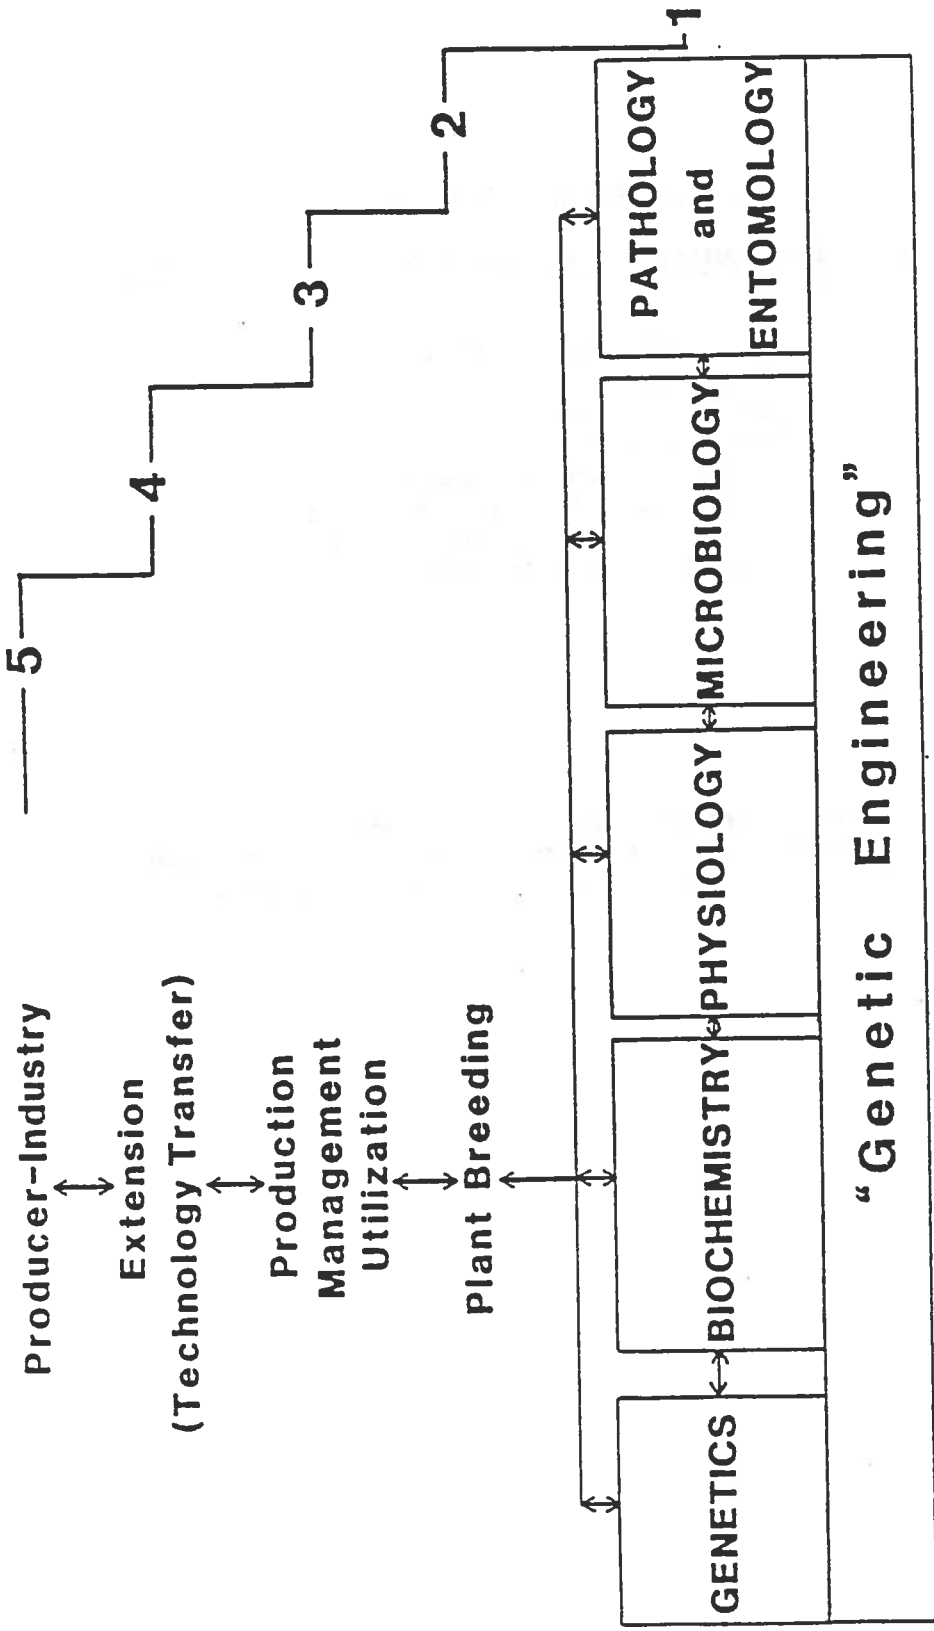 Producer-Industry
5
Extension
(Technology Transfer)
4
Production
Management
Utilization
3
Plant Breeding
2
1
GENETICS
BIOCHEMISTRY
PHYSIOLOGY
MICROBIOLOGY
PATHOLOGY
and
ENTOMOLOGY
“Genetic Engineering”